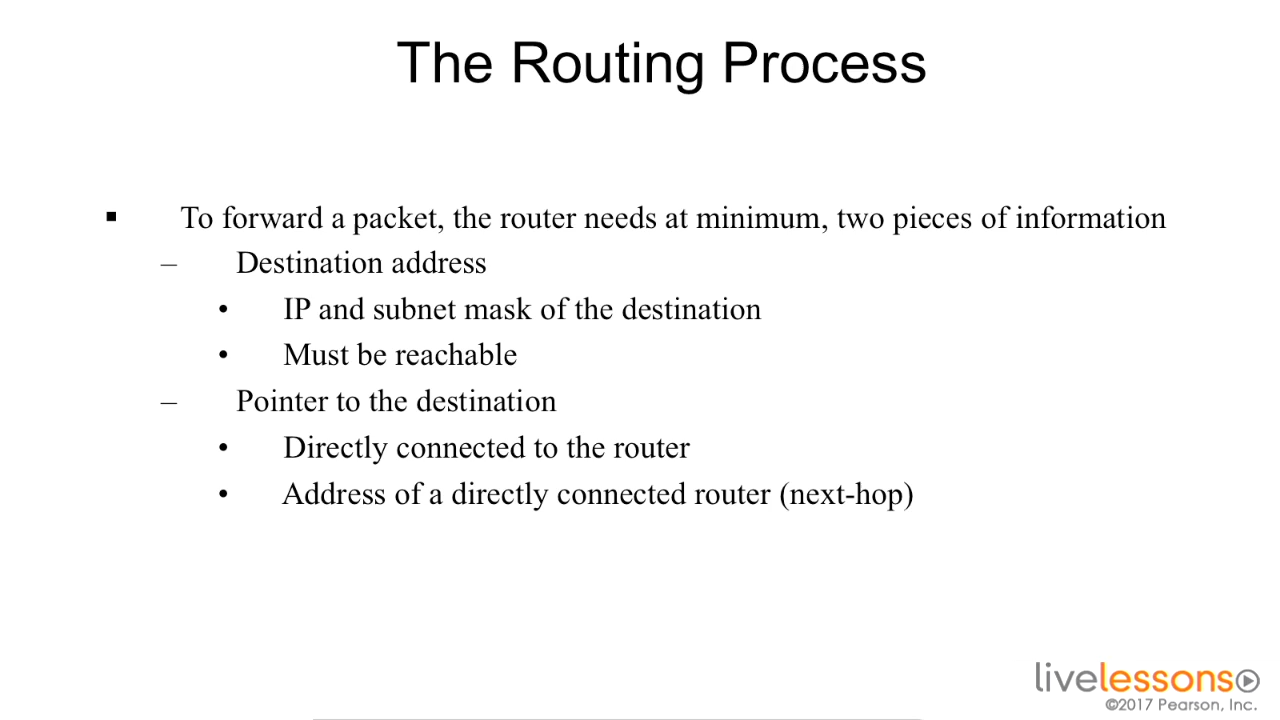 The Routing Process
▪ To forward a packet, the router needs at minimum, two pieces of information
– Destination address
• IP and subnet mask of the destination
• Must be reachable
– Pointer to the destination
• Directly connected to the router
• Address of a directly connected router (next-hop)
livelessons
©2017 Pearson, Inc.